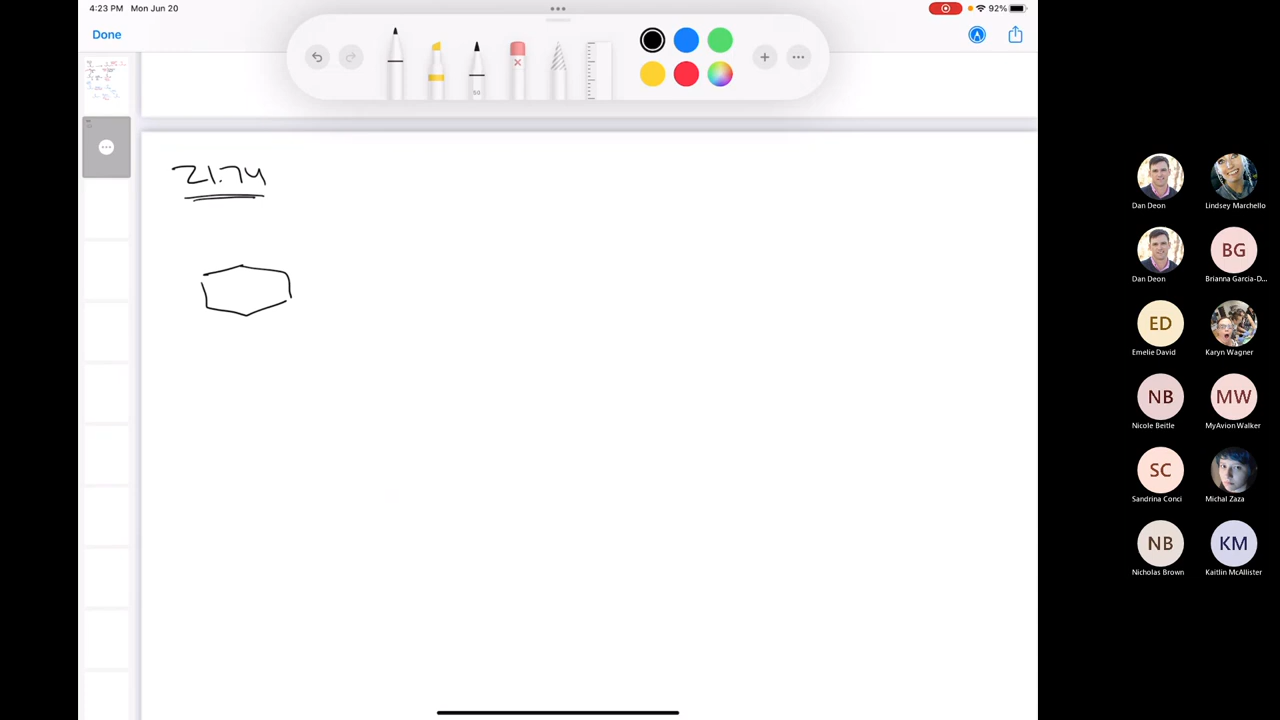 4:23 PM Mon Jun 20
92%
Done
50
21.74
Dan Deon
Lindsey Marchello
Dan Deon
BG
Brianna Garcia-D...
ED
Emelie David
Karyn Wagner
NB
Nicole Beitle
MW
MyAvion Walker
SC
Sandrina Conci
Michal Zaza
NB
Nicholas Brown
KM
Kaitlin McAllister